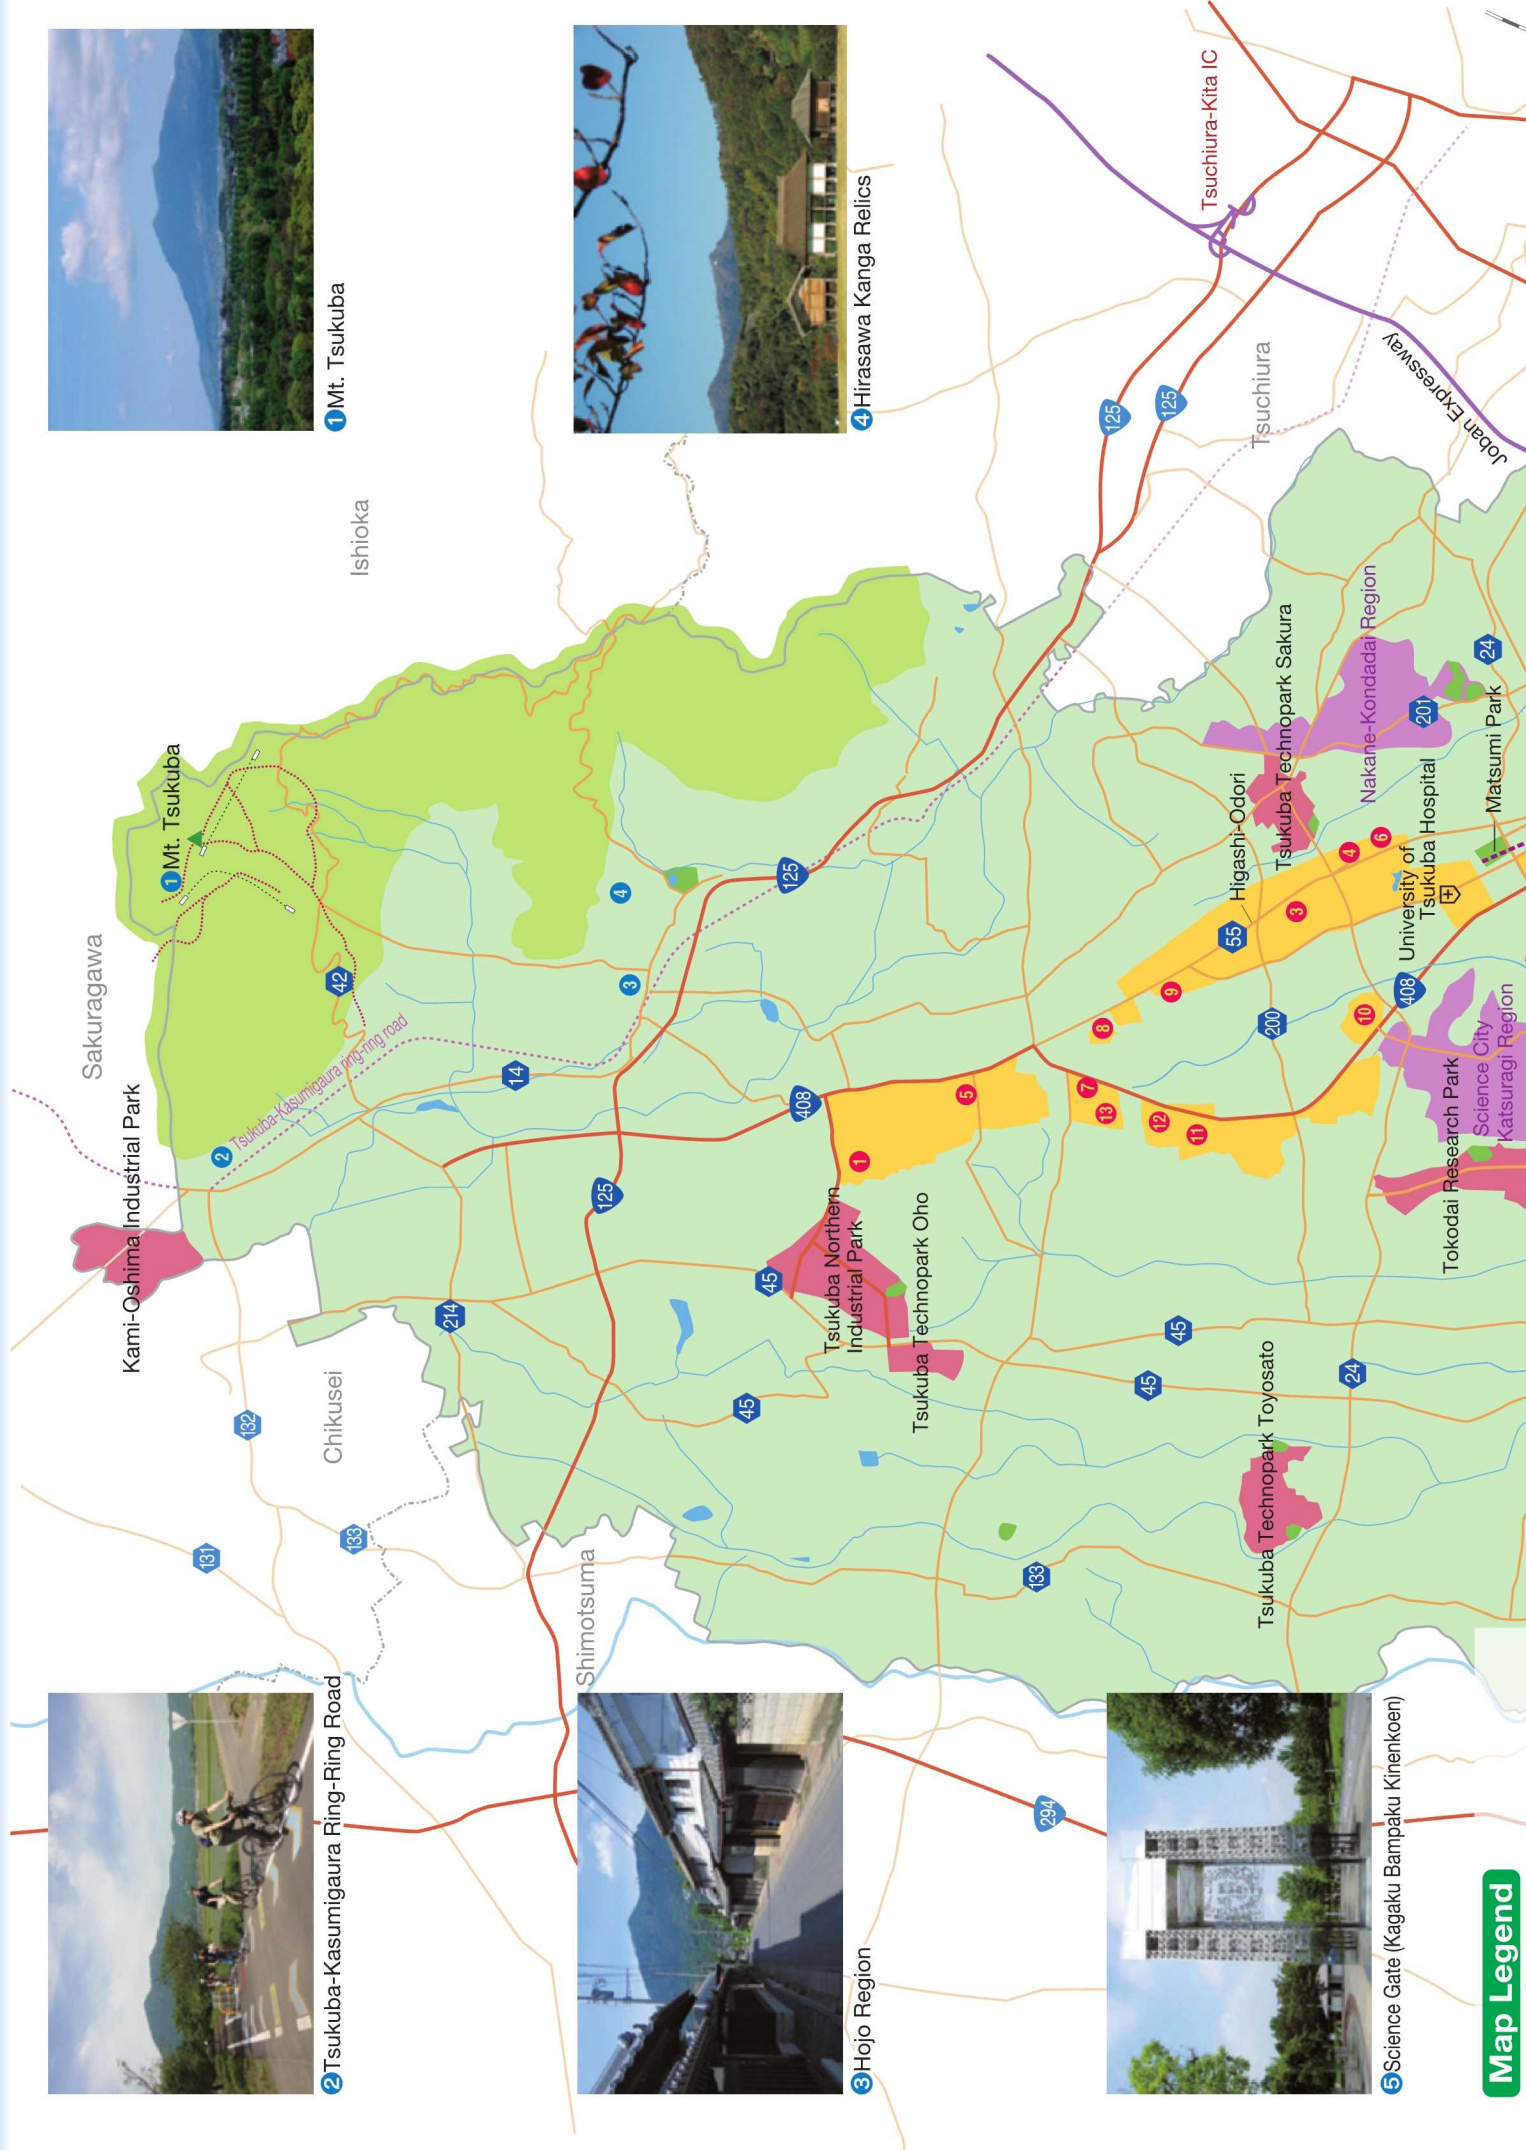 1 Mt. Tsukuba
4 Hirasawa Kanga Relics
2 Tsukuba-Kasumigaura Ring-Ring Road
3 Hojo Region
5 Science Gate (Kagaku Bampaku Kinenkoen)
Map Legend
Sakuragawa
Ishioka
Chikusei
Shimotsuma
Tsuchiura
Tsuchiura-Kita IC
Joban Expressway
1 Mt. Tsukuba
Kami-Oshima Industrial Park
2
Tsukuba-Kasumigaura ring-ring road
42
14
3
4
125
125
125
125
408
408
214
132
131
133
133
294
45
45
45
45
24
24
200
201
55
Tsukuba Northern
Industrial Park
Tsukuba Technopark Oho
Tsukuba Technopark Toyosato
Tokodai Research Park
Science City
Katsuragi Region
University of
Tsukuba Hospital
Higashi-Odori
Tsukuba Technopark Sakura
Nakane-Kondadai Region
Matsumi Park
1
5
7
13
12
11
8
9
10
3
4
6